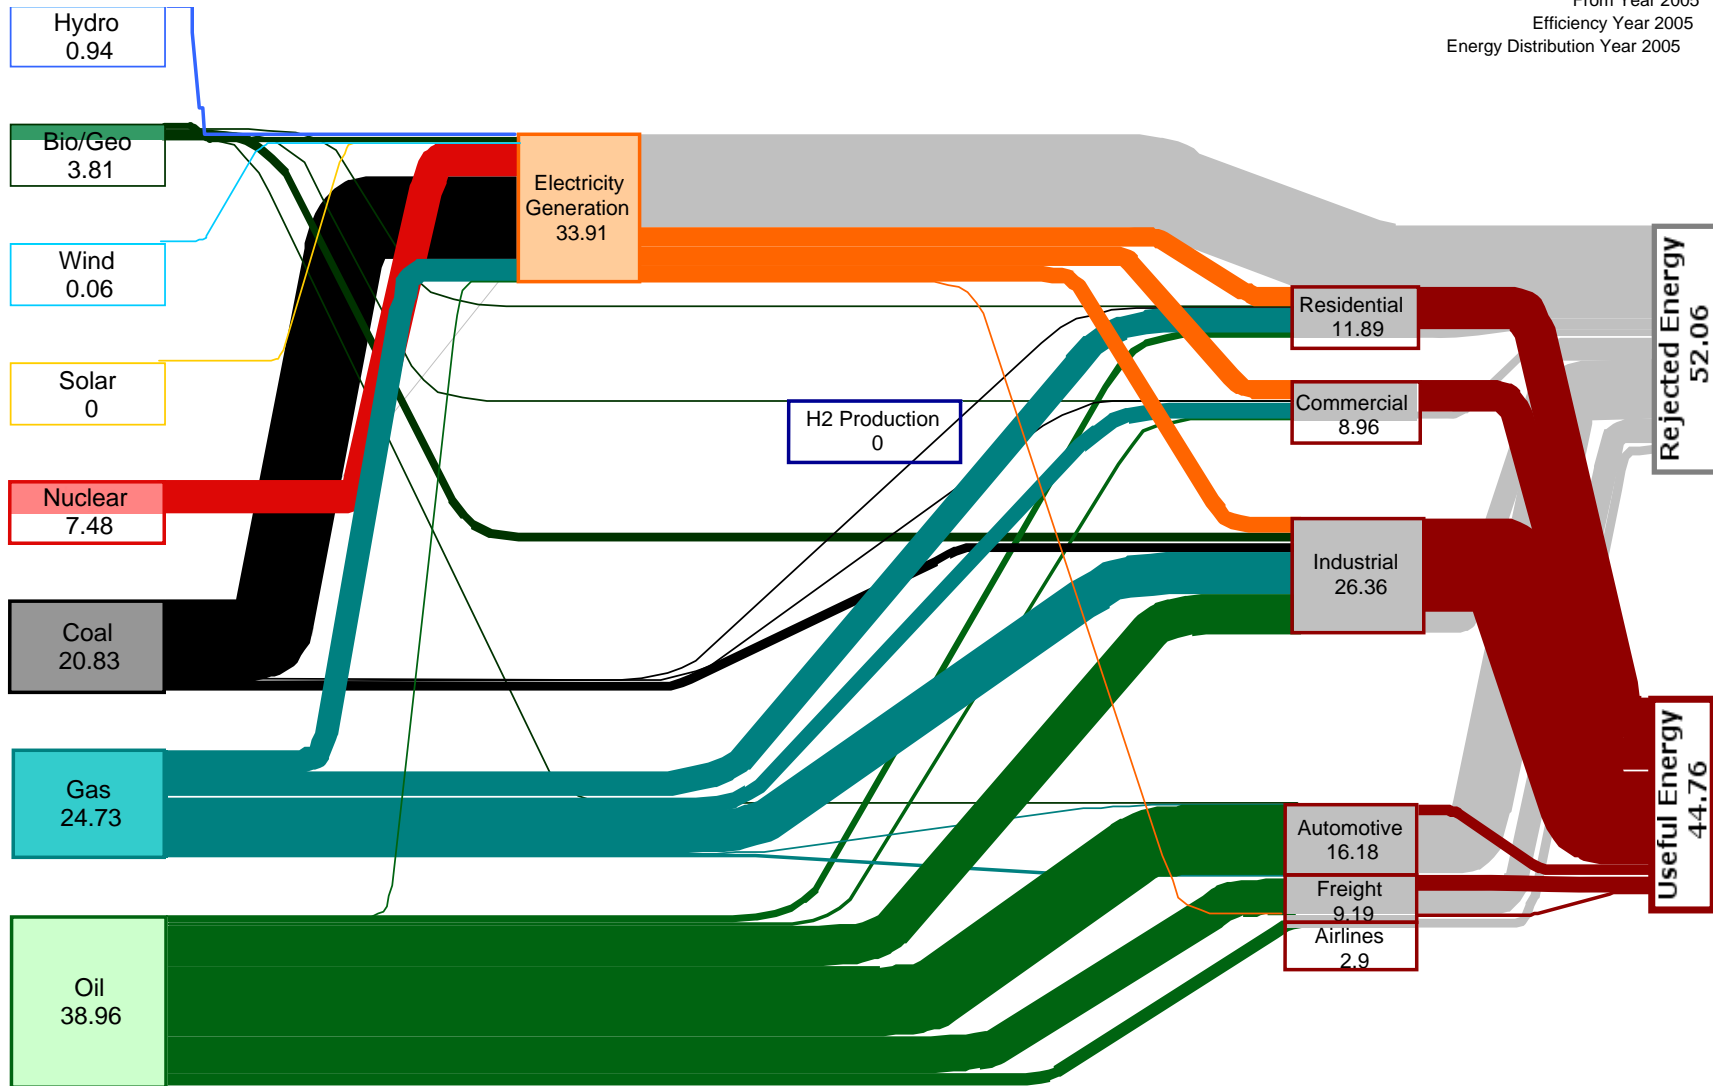 From Year 2005
Efficiency Year 2005
Energy Distribution Year 2005
Hydro
0.94
Bio/Geo
3.81
Wind
0.06
Solar
0
Nuclear
7.48
Coal
20.83
Gas
24.73
Oil
38.96
Electricity
Generation
33.91
H2 Production
0
Residential
11.89
Commercial
8.96
Industrial
26.36
Automotive
16.18
Freight
9.19
Airlines
2.9
Rejected Energy
52.06
Useful Energy
44.76